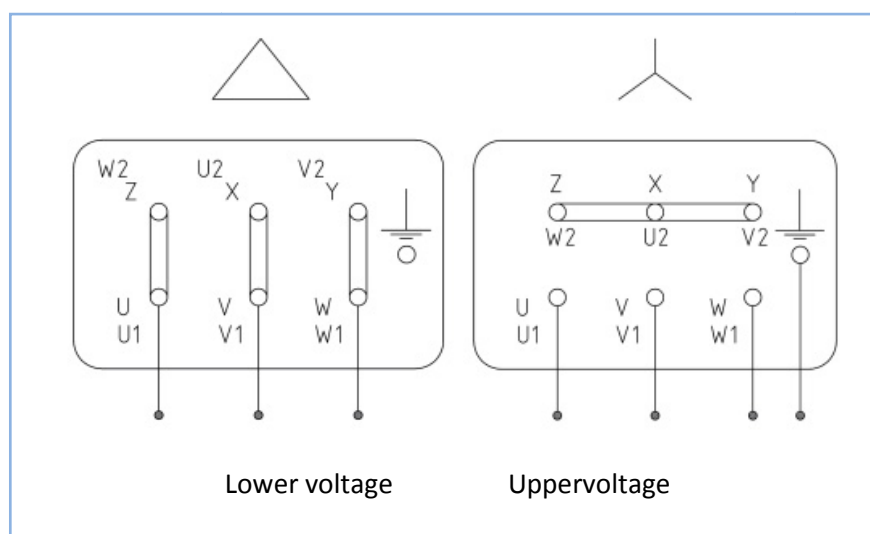 W2 U2 V2
Z X Y
Z X Y
W2 U2 V2
U V W
U1 V1 W1
U V W
U1 V1 W1
Lower voltage Uppervoltage